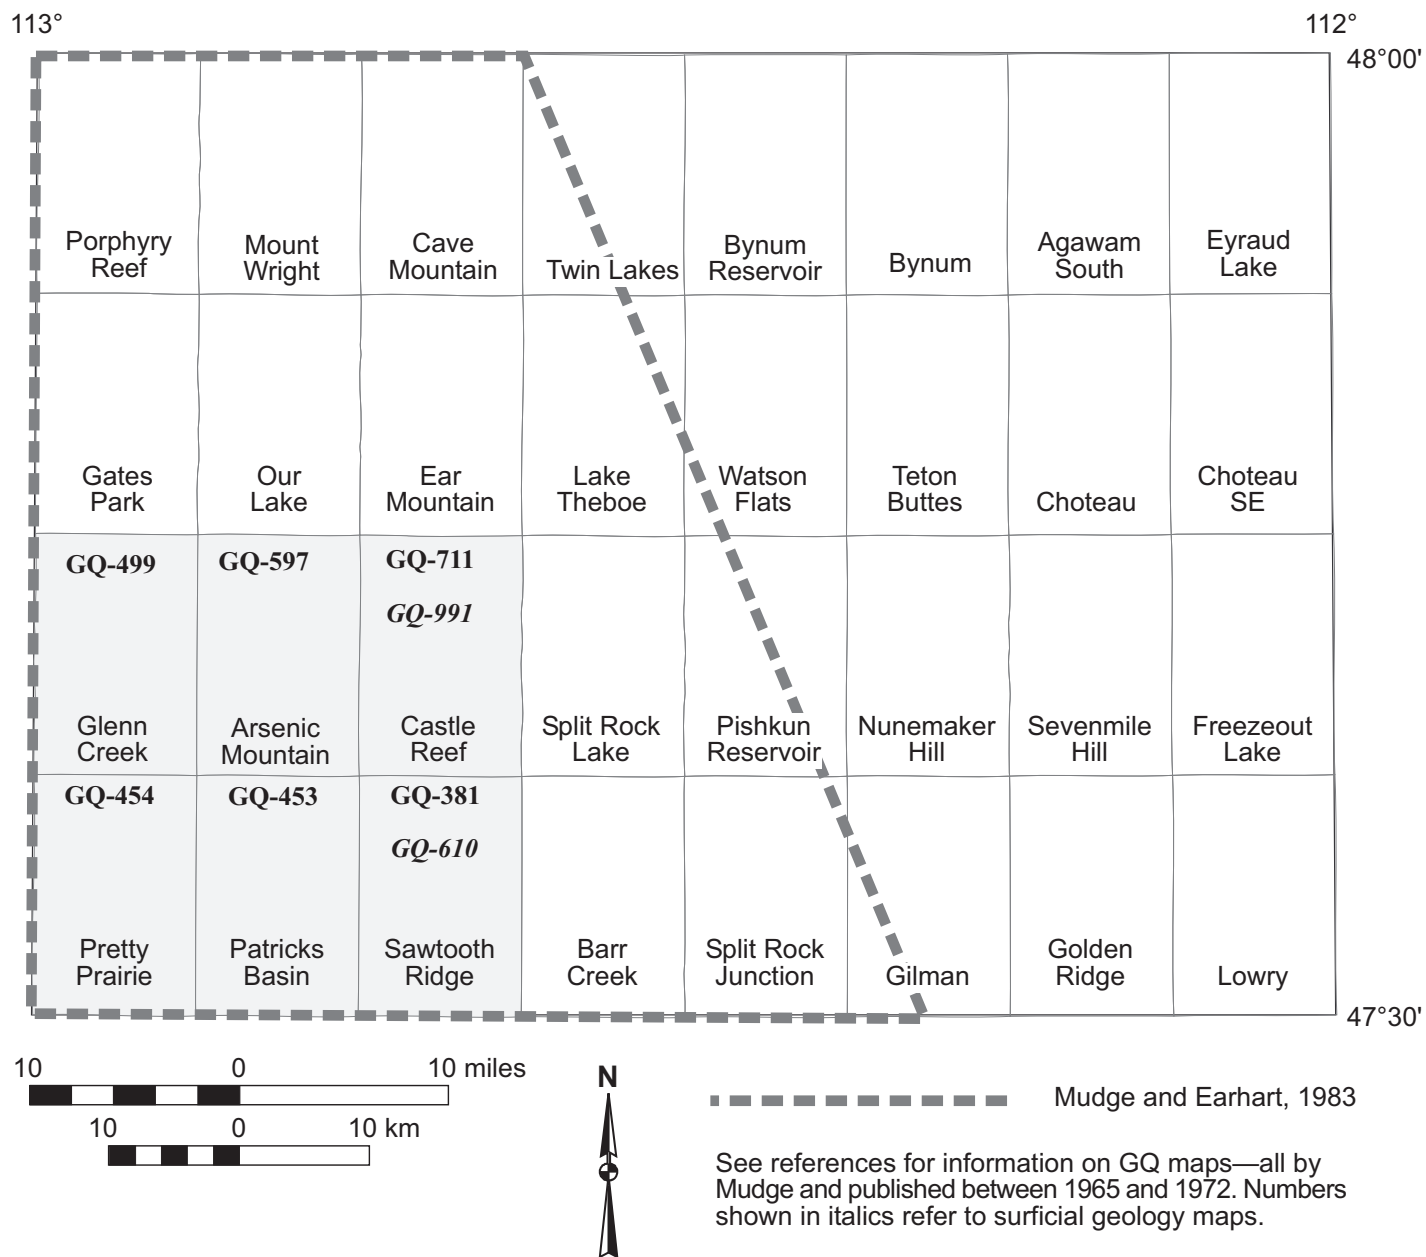 113°
112°
48°00'
Porphyry
Reef
Mount
Wright
Cave
Mountain
Twin Lakes
Bynum
Reservoir
Bynum
Agawam
South
Eyraud
Lake
Gates
Park
Our
Lake
Ear
Mountain
Lake
Theboe
Watson
Flats
Teton
Buttes
Choteau
Choteau
SE
GQ-499
GQ-597
GQ-711
GQ-991
Glenn
Creek
Arsenic
Mountain
Castle
Reef
Split Rock
Lake
Pishkun
Reservoir
Nunemaker
Hill
Sevenmile
Hill
Freezeout
Lake
GQ-454
GQ-453
GQ-381
GQ-610
Pretty
Prairie
Patricks
Basin
Sawtooth
Ridge
Barr
Creek
Split Rock
Junction
Gilman
Golden
Ridge
Lowry
47°30'
10 0 10 miles
10 0 10 km
N
Mudge and Earhart, 1983
See references for information on GQ maps—all by
Mudge and published between 1965 and 1972. Numbers
shown in italics refer to surficial geology maps.